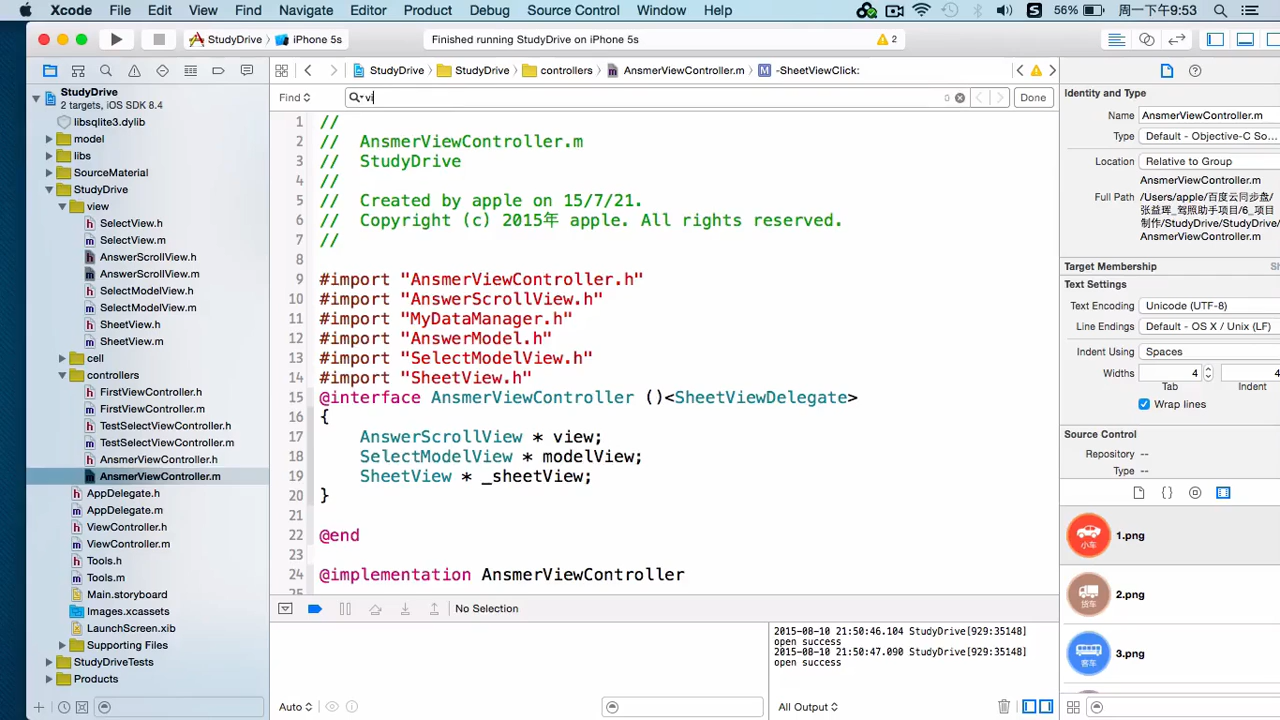 Xcode File Edit View Find Navigate Editor Product Debug Source Control Window Help 56% 周一下午9:53
StudyDrive iPhone 5s Finished running StudyDrive on iPhone 5s 2
StudyDrive StudyDrive controllers AnsmerViewController.m M -SheetViewClick:
Find vi 0 Done
StudyDrive
2 targets, iOS SDK 8.4
libsqlite3.dylib
model
libs
SourceMaterial
StudyDrive
view
h SelectView.h
m SelectView.m
h AnswerScrollView.h
m AnswerScrollView.m
h SelectModelView.h
m SelectModelView.m
h SheetView.h
m SheetView.m
cell
controllers
h FirstViewController.h
m FirstViewController.m
h TestSelectViewController.h
m TestSelectViewController.m
h AnsmerViewController.h
m AnsmerViewController.m
h AppDelegate.h
m AppDelegate.m
h ViewController.h
m ViewController.m
h Tools.h
m Tools.m
Main.storyboard
Images.xcassets
LaunchScreen.xib
Supporting Files
StudyDriveTests
Products
1 //
2 // AnsmerViewController.m
3 // StudyDrive
4 //
5 // Created by apple on 15/7/21.
6 // Copyright (c) 2015年 apple. All rights reserved.
7 //
8
9 #import "AnsmerViewController.h"
10 #import "AnswerScrollView.h"
11 #import "MyDataManager.h"
12 #import "AnswerModel.h"
13 #import "SelectModelView.h"
14 #import "SheetView.h"
15 @interface AnsmerViewController ()<SheetViewDelegate>
16 {
17 AnswerScrollView * view;
18 SelectModelView * modelView;
19 SheetView * _sheetView;
20 }
21
22 @end
23
24 @implementation AnsmerViewController
No Selection
Auto
2015-08-10 21:50:46.104 StudyDrive[929:35148]
open success
2015-08-10 21:50:47.090 StudyDrive[929:35148]
open success
All Output
Identity and Type
Name AnsmerViewController.m
Type Default - Objective-C So...
Location Relative to Group
AnsmerViewController.m
Full Path /Users/apple/百度云同步盘/
张益珲_驾照助手项目/6_项目
制作/StudyDrive/StudyDrive/
AnsmerViewController.m
Target Membership
Text Settings
Text Encoding Unicode (UTF-8)
Line Endings Default - OS X / Unix (LF)
Indent Using Spaces
Widths 4 4
Tab Indent
Wrap lines
Source Control
Repository --
Type --
小车 1.png
货车 2.png
客车 3.png